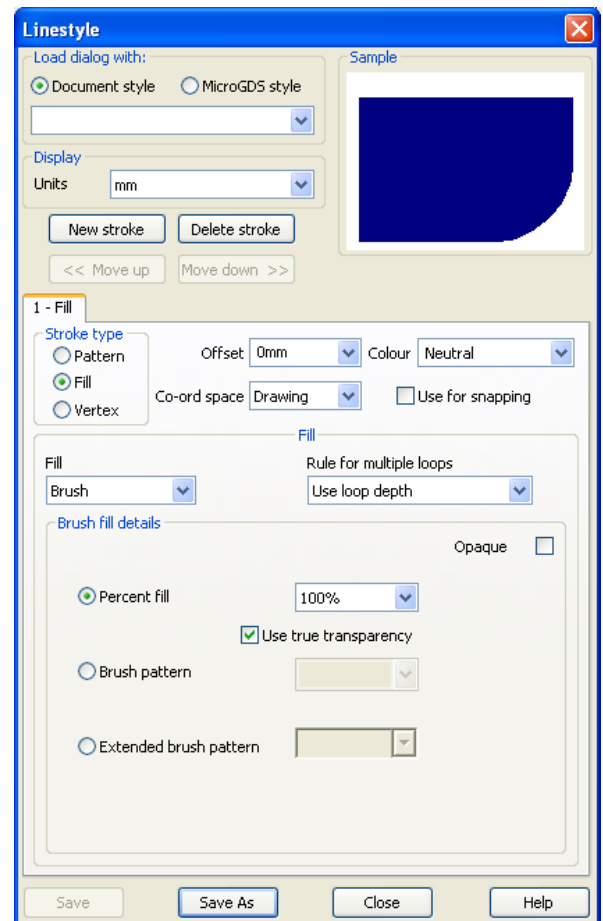 Linestyle
Load dialog with:
Document style MicroGDS style
Sample
Display
Units mm
New stroke Delete stroke
<< Move up Move down >>
1 - Fill
Stroke type
Pattern
Fill
Vertex
Offset 0mm Colour Neutral
Co-ord space Drawing Use for snapping
Fill
Fill Rule for multiple loops
Brush Use loop depth
Brush fill details
Opaque
Percent fill 100%
Use true transparency
Brush pattern
Extended brush pattern
Save Save As Close Help